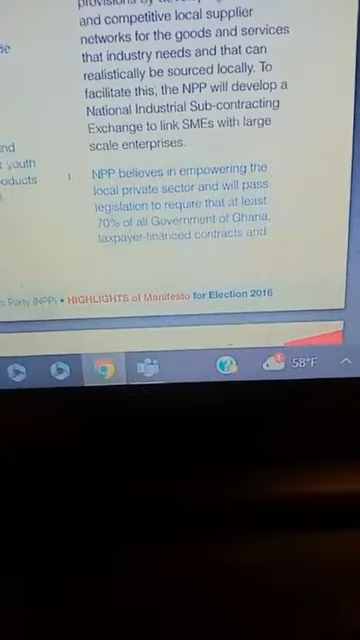 and competitive local supplier
networks for the goods and services
that industry needs and that can
realistically be sourced locally. To
facilitate this, the NPP will develop a
National Industrial Sub-contracting
Exchange to link SMEs with large
scale enterprises.
youth
NPP believes in empowering the
local private sector and will pass
legislation to require that at least
70% of all Government of Ghana,
taxpayer-financed contracts and
Party (NPP) • HIGHLIGHTS of Manifesto for Election 2016
58°F